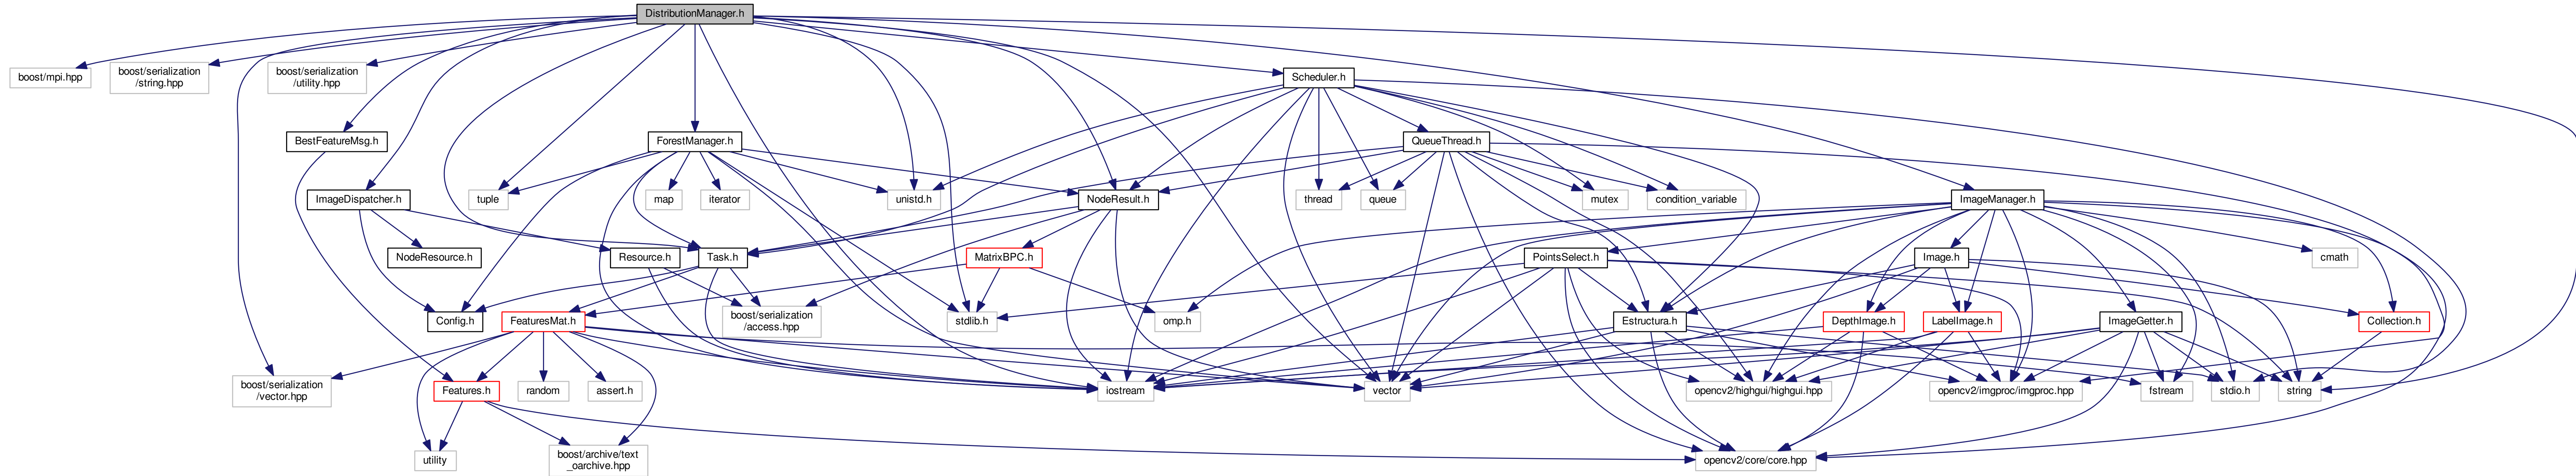 DistributionManager.h
boost/mpi.hpp
boost/serialization
/string.hpp
boost/serialization
/utility.hpp
Scheduler.h
BestFeatureMsg.h
ForestManager.h
QueueThread.h
ImageDispatcher.h
tuple
map
iterator
unistd.h
NodeResult.h
thread
queue
mutex
condition_variable
ImageManager.h
NodeResource.h
Resource.h
Task.h
MatrixBPC.h
PointsSelect.h
Image.h
cmath
Config.h
FeaturesMat.h
boost/serialization
/access.hpp
stdlib.h
omp.h
Estructura.h
DepthImage.h
LabelImage.h
ImageGetter.h
Collection.h
boost/serialization
/vector.hpp
Features.h
random
assert.h
iostream
vector
opencv2/highgui/highgui.hpp
opencv2/imgproc/imgproc.hpp
fstream
stdio.h
string
utility
boost/archive/text
_oarchive.hpp
opencv2/core/core.hpp